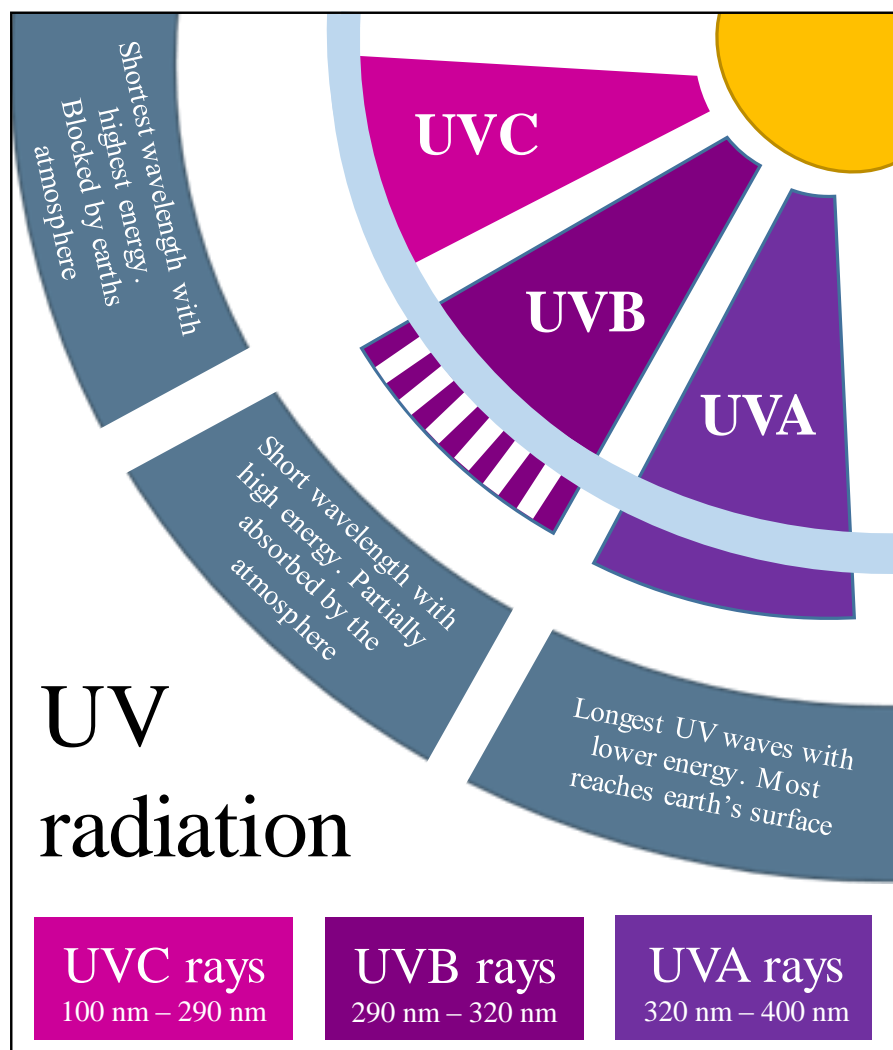 UVC
UVB
UVA
Shortest wavelength with
highest energy.
Blocked by earths
atmosphere
Short wavelength with
high energy. Partially
absorbed by the
atmosphere
Longest UV waves with
lower energy. Most
reaches earth’s surface
UV
radiation
UVC rays
100 nm – 290 nm
UVB rays
290 nm – 320 nm
UVA rays
320 nm – 400 nm